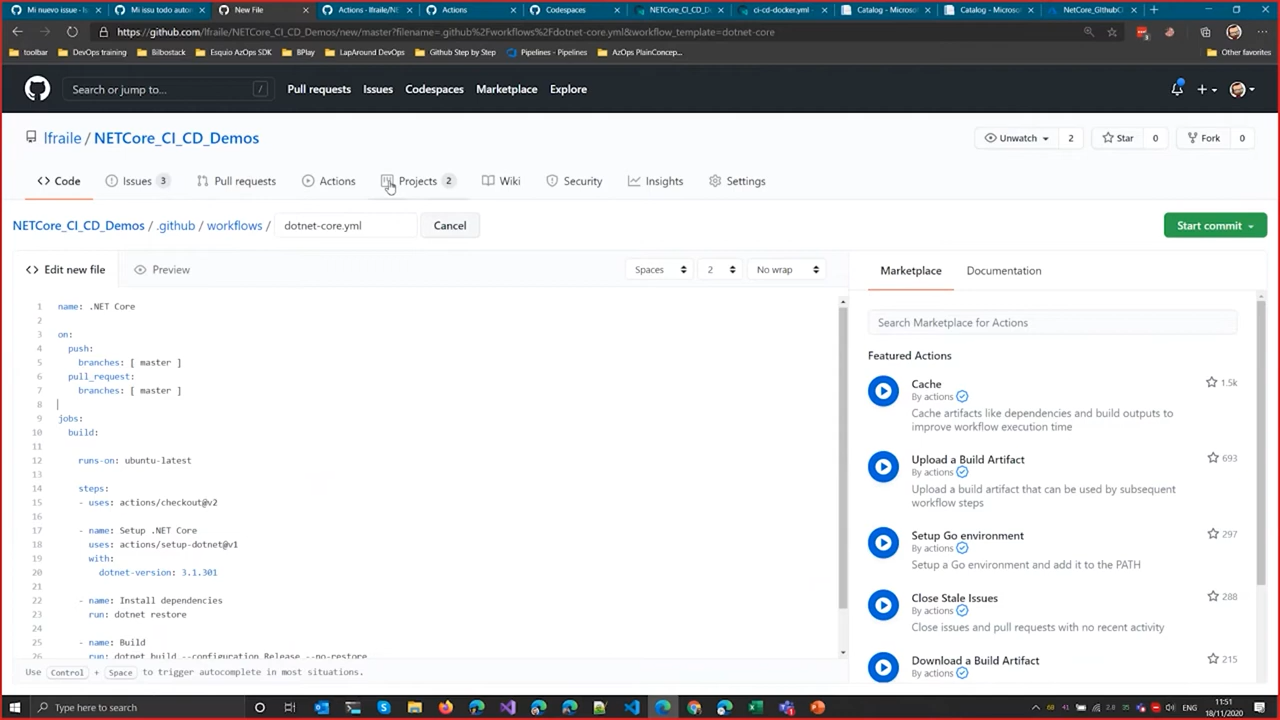 Mi nuevo issue · l
Mi issu todo autom
New File
Actions · lfraile/NE
Actions
Codespaces
NETCore_CI_CD_De
ci-cd-docker.yml -
Catalog - Microsof
Catalog - Microso
NetCore_GithubCI
https://github.com/lfraile/NETCore_CI_CD_Demos/new/master?filename=.github%2Fworkflows%2Fdotnet-core.yml&workflow_template=dotnet-core
toolbar DevOps training Bilbostack Esquio AzOps SDK BPlay LapAround DevOps Github Step by Step Pipelines - Pipelines AzOps PlainConcep... Other favorites
Search or jump to... / Pull requests Issues Codespaces Marketplace Explore
lfraile / NETCore_CI_CD_Demos Unwatch 2 Star 0 Fork 0
Code Issues 3 Pull requests Actions Projects 2 Wiki Security Insights Settings
NETCore_CI_CD_Demos / .github / workflows / dotnet-core.yml Cancel Start commit
<> Edit new file Preview Spaces 2 No wrap
1 name: .NET Core
2
3 on:
4 push:
5 branches: [ master ]
6 pull_request:
7 branches: [ master ]
8
9 jobs:
10 build:
11
12 runs-on: ubuntu-latest
13
14 steps:
15 - uses: actions/checkout@v2
16
17 - name: Setup .NET Core
18 uses: actions/setup-dotnet@v1
19 with:
20 dotnet-version: 3.1.301
21
22 - name: Install dependencies
23 run: dotnet restore
24
25 - name: Build
26 run: dotnet build --configuration Release --no-restore
Use Control + Space to trigger autocomplete in most situations.
Marketplace Documentation
Search Marketplace for Actions
Featured Actions
Cache 1.5k
By actions
Cache artifacts like dependencies and build outputs to
improve workflow execution time
Upload a Build Artifact 693
By actions
Upload a build artifact that can be used by subsequent
workflow steps
Setup Go environment 297
By actions
Setup a Go environment and add it to the PATH
Close Stale Issues 288
By actions
Close issues and pull requests with no recent activity
Download a Build Artifact 215
By actions
Type here to search
ENG
11:51
18/11/2020